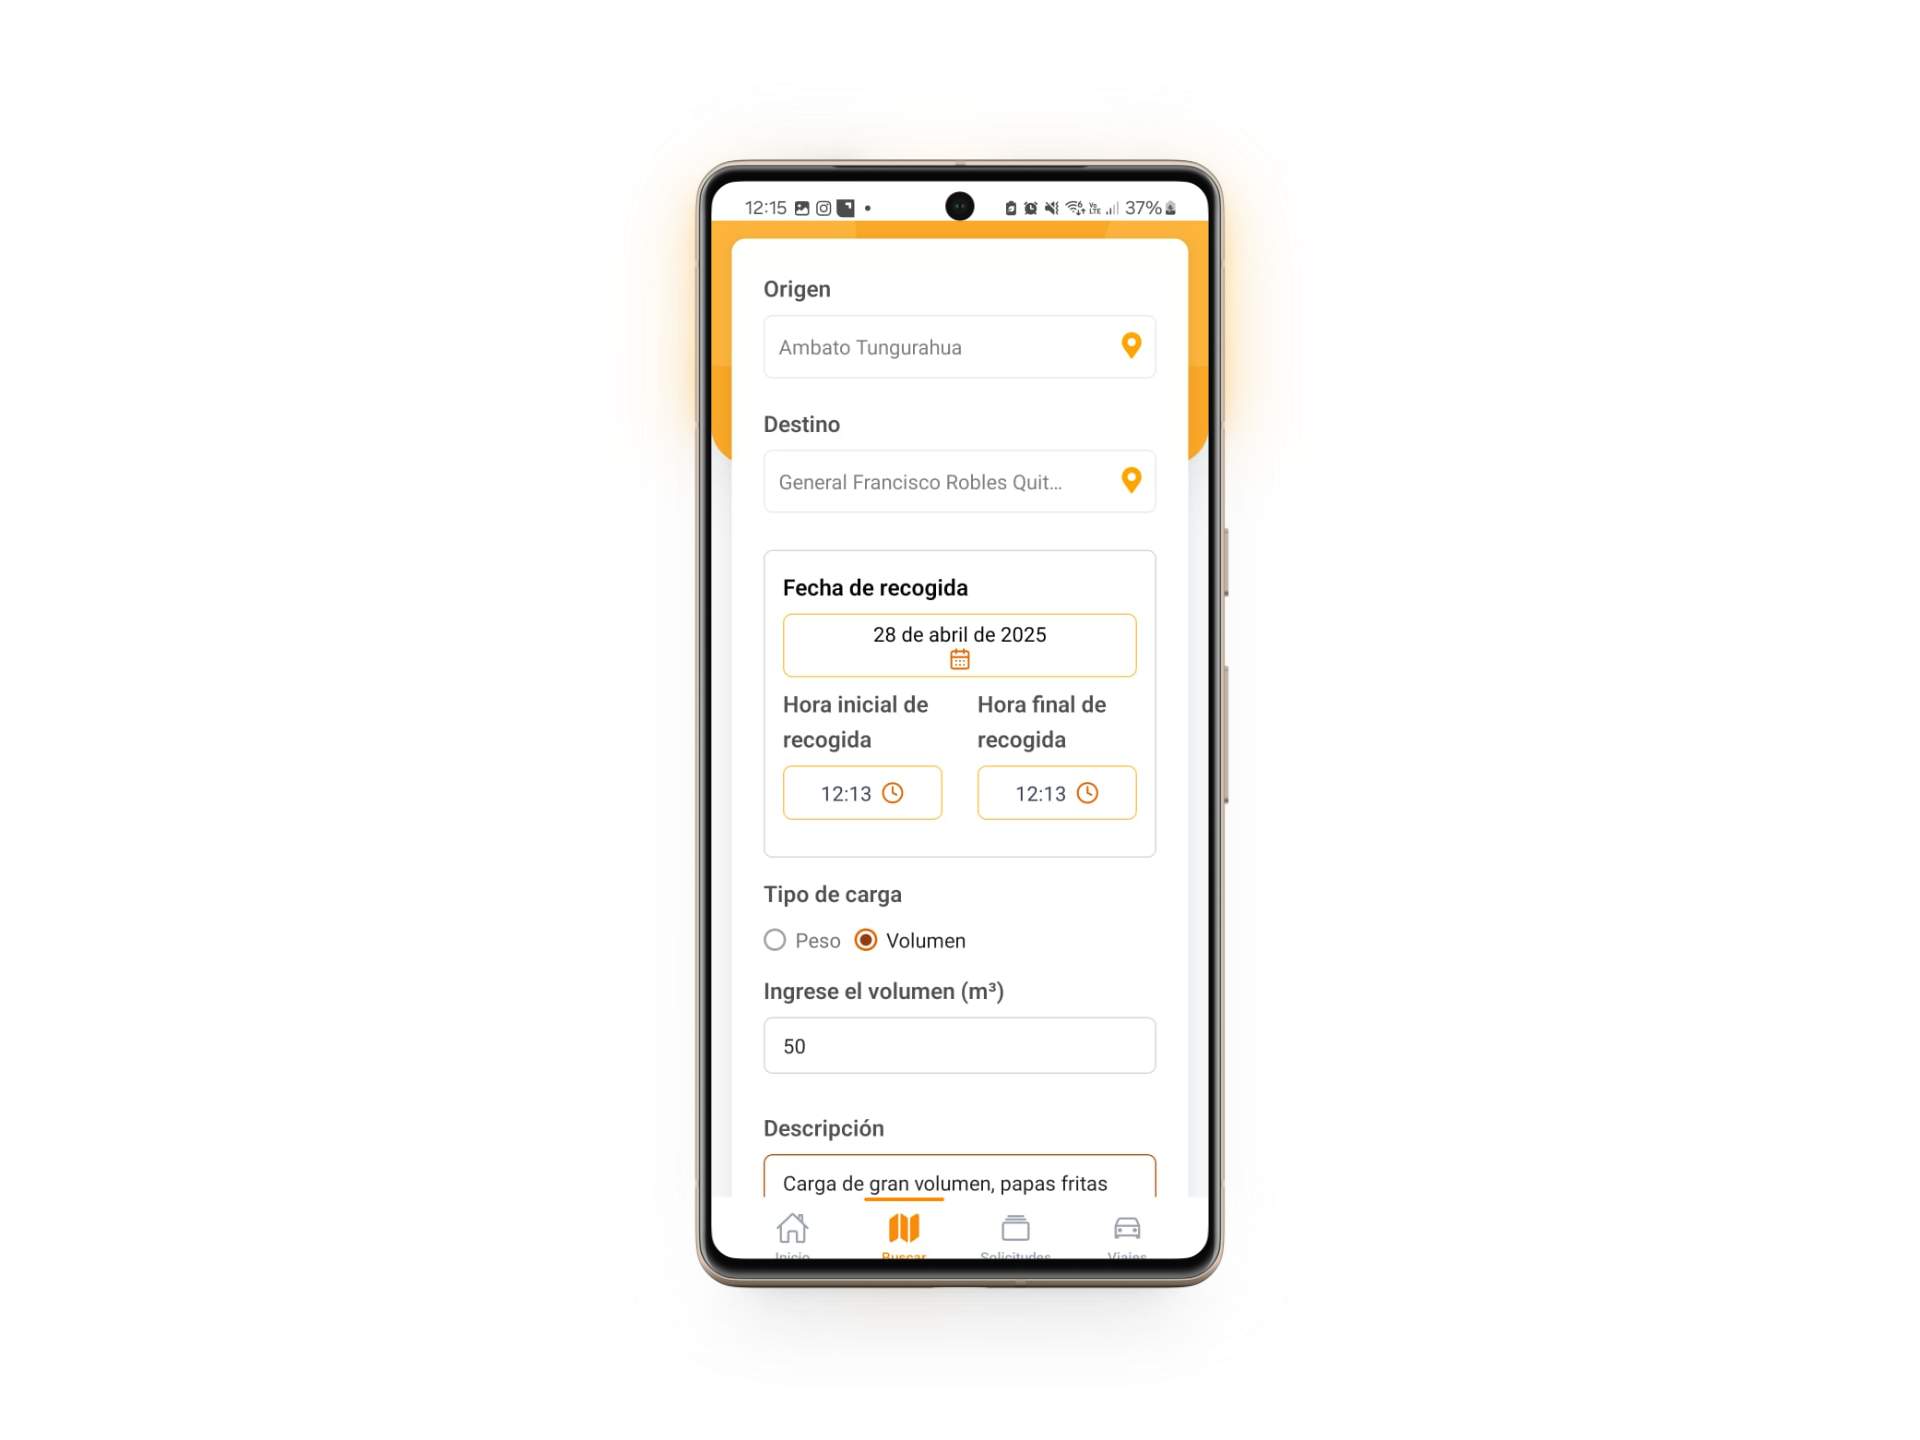 12:15
VoLTE
37%
Origen
Ambato Tungurahua
Destino
General Francisco Robles Quit...
Fecha de recogida
28 de abril de 2025
Hora inicial de
recogida
Hora final de
recogida
12:13
12:13
Tipo de carga
Peso
Volumen
Ingrese el volumen (m³)
50
Descripción
Carga de gran volumen, papas fritas
Inicio
Buscar
Solicitudes
Viajes